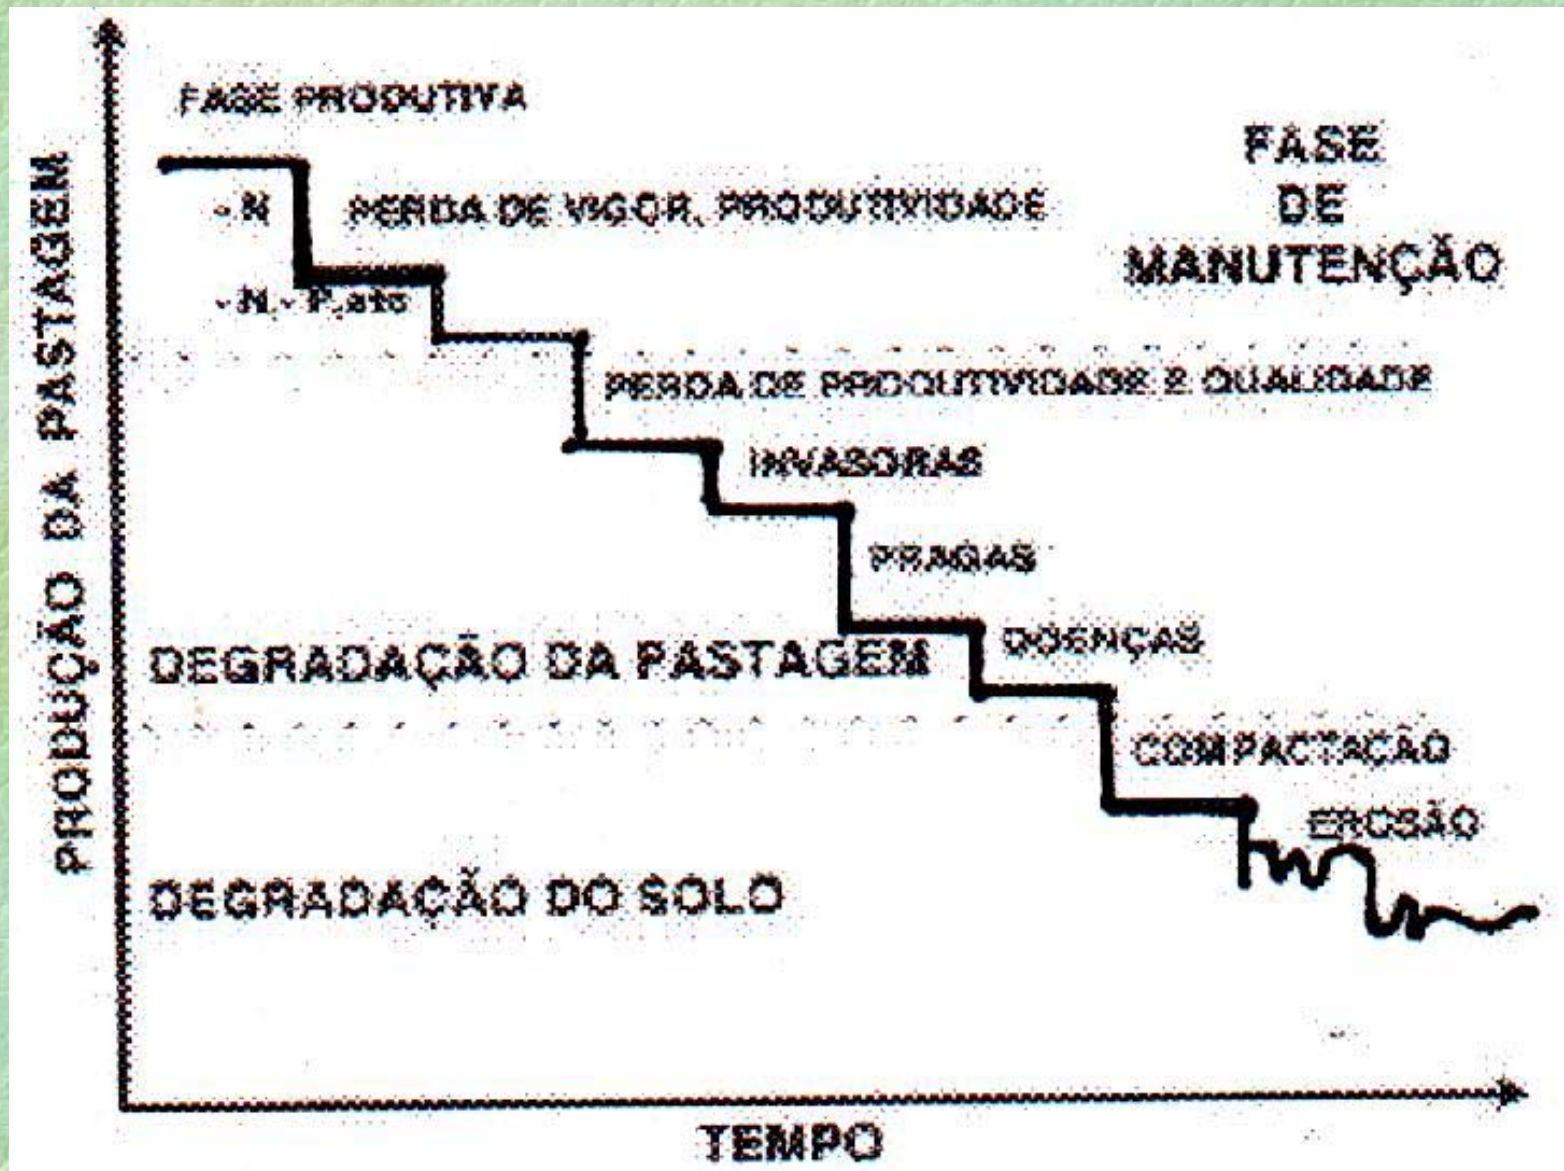 FASE PRODUTIVA
FASE
DE
MANUTENÇÃO
- N
PERDA DE VIGOR, PRODUTIVIDADE
- N,- P,etc
PERDA DE PRODUTIVIDADE E QUALIDADE
INVASORAS
PRAGAS
DOENÇAS
DEGRADAÇÃO DA PASTAGEM
COMPACTAÇÃO
EROSÃO
DEGRADAÇÃO DO SOLO
PRODUÇÃO DA PASTAGEM
TEMPO